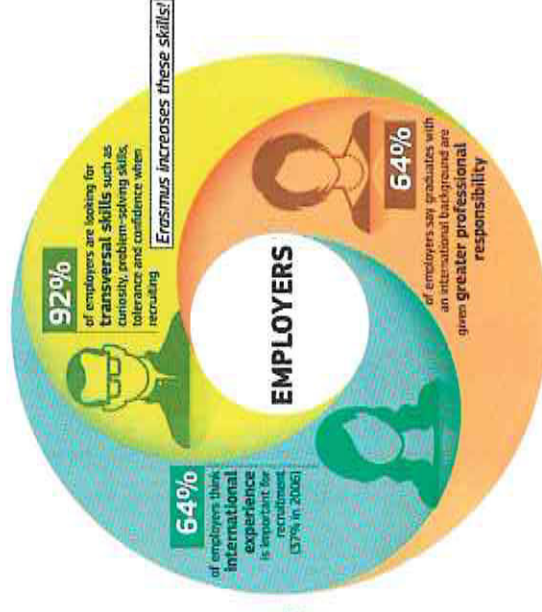 92%
of employers are looking for
transversal skills such as
curiosity, problem-solving skills,
tolerance and confidence when
recruiting
Erasmus increases these skills!
64%
of employers think
international
experience
is important for
recruitment
(37% in 2006)
EMPLOYERS
64%
of employers say graduates with
an international background are
given greater professional
responsibility